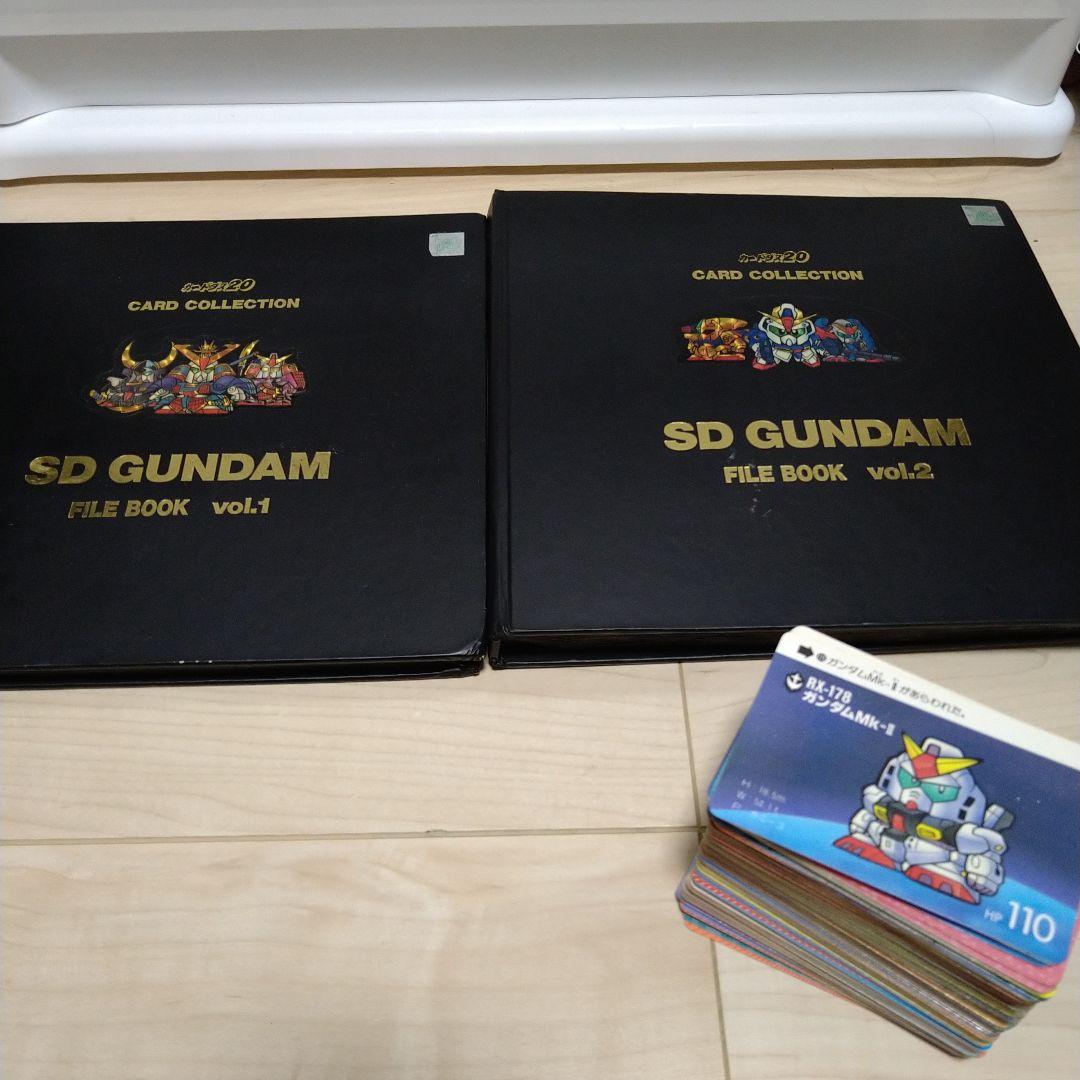 カードダス20
CARD COLLECTION
SD GUNDAM
FILE BOOK vol.1
カードダス20
CARD COLLECTION
SD GUNDAM
FILE BOOK vol.2
ガンダムMK-Ⅱがあらわれた。
RX-178
ガンダムMK-Ⅱ
H: 18.5m
HP 110